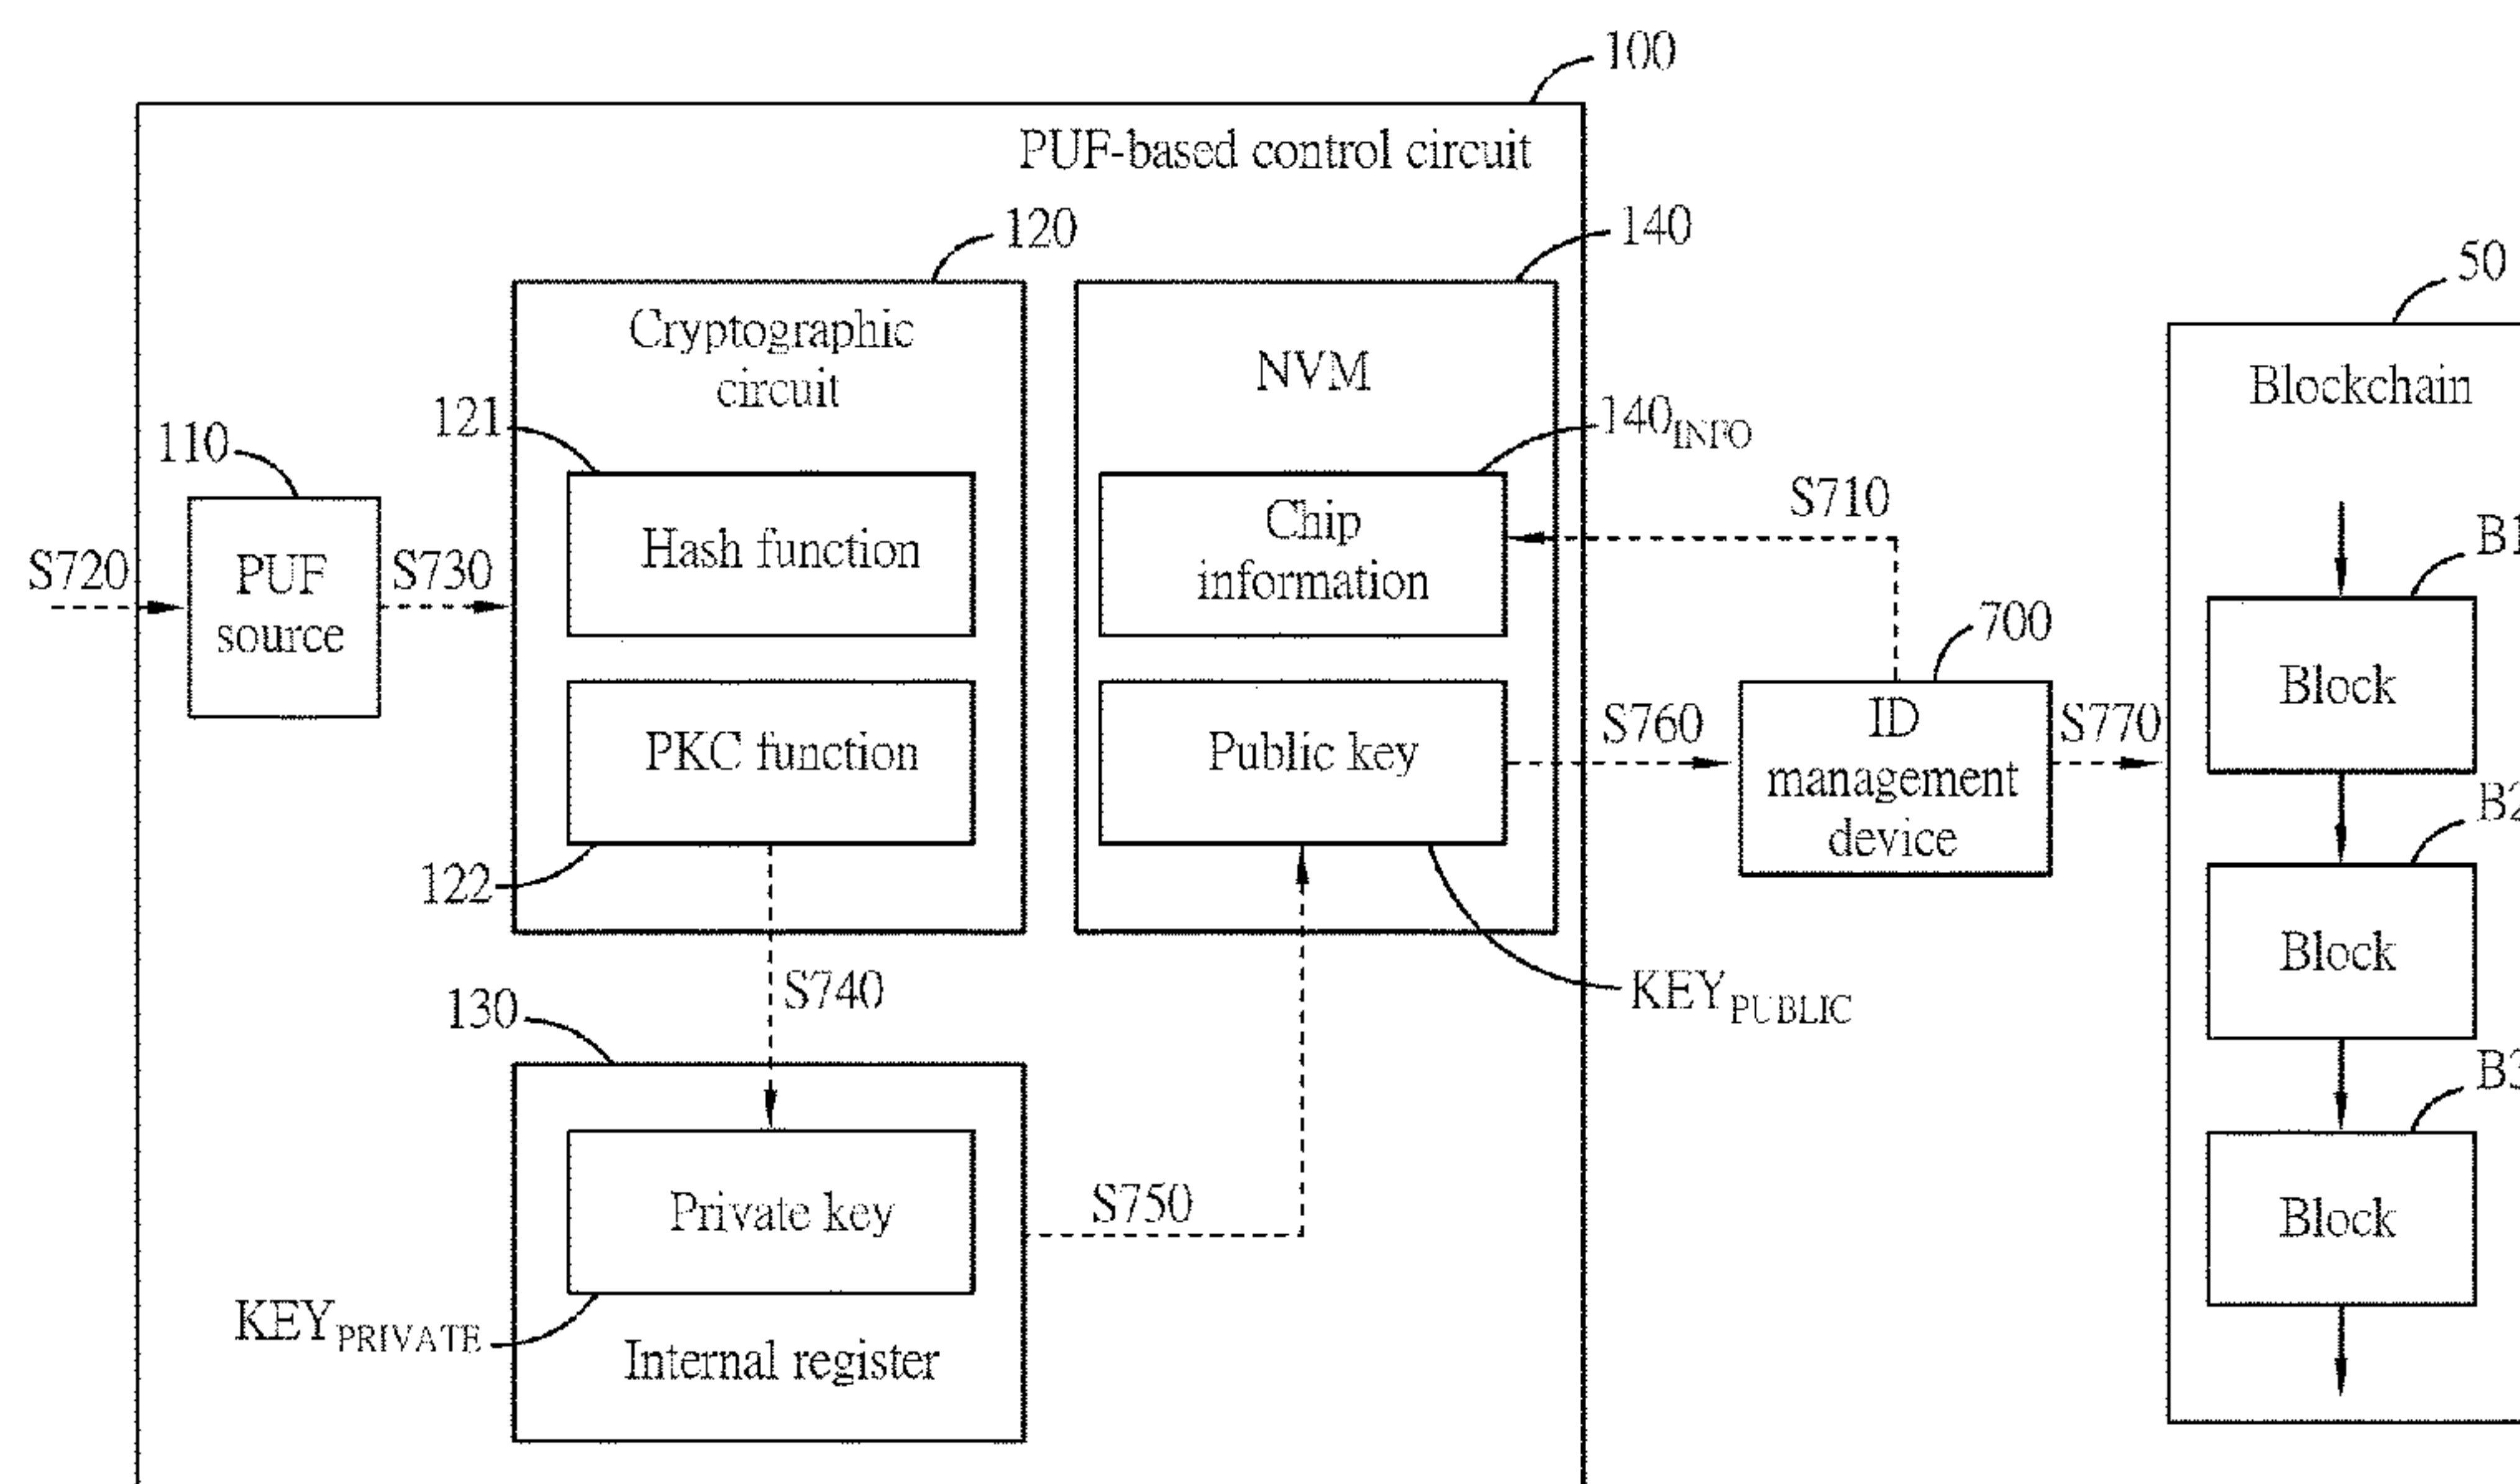 100
PUF-based control circuit
120
140
50
Cryptographic
circuit
NVM
Blockchain
121
140INFO
110
Hash function
Chip
information
S710
B1
S720
PUF
source
S730
700
Block
PKC function
Public key
S760
ID
management
device
S770
B2
122
Block
S740
KEYPUBLIC
130
B3
Private key
S750
Block
KEYPRIVATE
Internal register